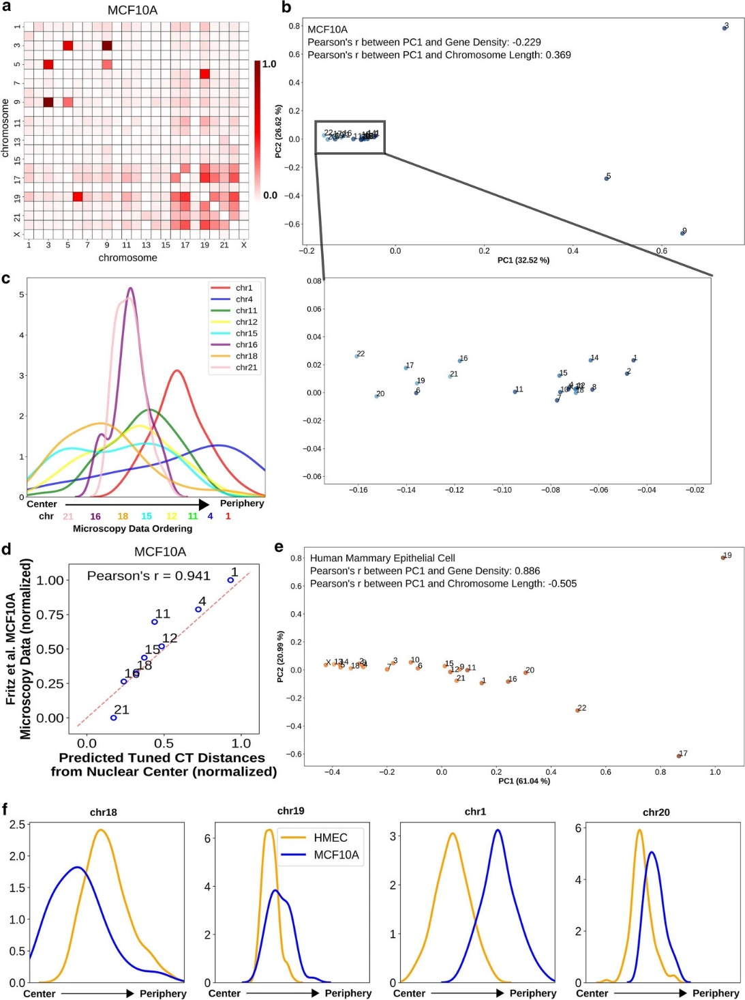 a
MCF10A
1
3
5
7
9
11
13
15
17
19
21
X
chromosome
1 3 5 7 9 11 13 15 17 19 21 X
chromosome
1.0
0.0
b
MCF10A
Pearson's r between PC1 and Gene Density: -0.229
Pearson's r between PC1 and Chromosome Length: 0.369
0.8
0.6
0.4
0.2
0.0
−0.2
−0.4
−0.6
PC2 (26.62 %)
3
5
9
22
16
11
−0.2 0.0 0.2 0.4 0.6
PC1 (32.52 %)
0.08
0.06
0.04
0.02
0.00
−0.02
−0.04
−0.06
22
17
16
14
1
21
15
2
19
20
6
11
10
4
12
18
8
7
−0.16 −0.14 −0.12 −0.10 −0.08 −0.06 −0.04 −0.02
c
5
4
3
2
1
0
chr1
chr4
chr11
chr12
chr15
chr16
chr18
chr21
Center Periphery
chr 21 16 18 15 12 11 4 1
Microscopy Data Ordering
d
MCF10A
Pearson's r = 0.941
Fritz et al. MCF10A
Microscopy Data (normalized)
1.00
0.75
0.50
0.25
0.00
1
4
11
12
15
18
16
21
0.0 0.5 1.0
Predicted Tuned CT Distances
from Nuclear Center (normalized)
e
Human Mammary Epithelial Cell
Pearson's r between PC1 and Gene Density: 0.886
Pearson's r between PC1 and Chromosome Length: -0.505
0.8
0.6
0.4
0.2
0.0
−0.2
−0.4
−0.6
PC2 (20.99 %)
19
X
13
14
5
18
2
4
7
3
10
6
15
12
9
11
21
1
16
20
22
17
−0.4 −0.2 0.0 0.2 0.4 0.6 0.8 1.0
PC1 (61.04 %)
f
chr18
2.5
2.0
1.5
1.0
0.5
0.0
Center Periphery
chr19
HMEC
MCF10A
6
4
2
0
Center Periphery
chr1
3
2
1
0
Center Periphery
chr20
6
4
2
0
Center Periphery